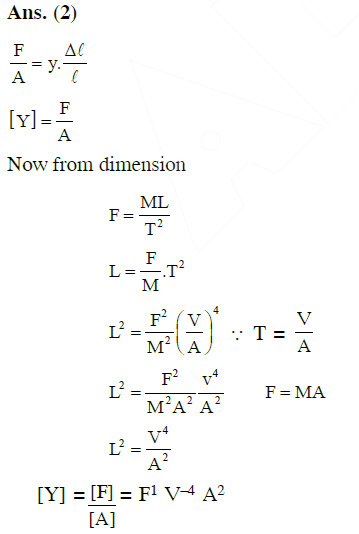 Ans. (2)
F/A = y. Δℓ/ℓ
[Y] = F/A
Now from dimension
F = ML/T²
L = F/M . T²
L² = F²/M² (V/A)⁴ ∵ T = V/A
L² = F²/M²A² v⁴/A² F = MA
L² = V⁴/A²
[Y] = [F]/[A] = F¹ V⁻⁴ A²